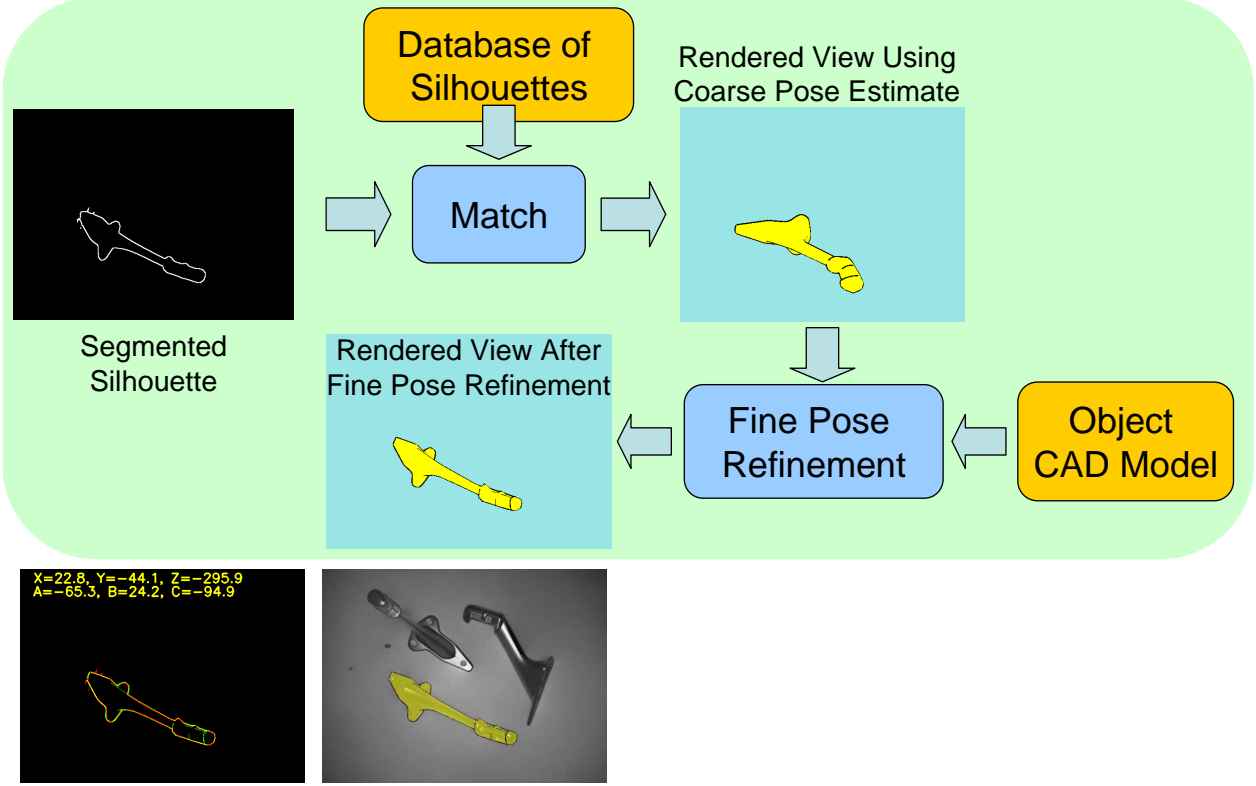 Database of
Silhouettes
Rendered View Using
Coarse Pose Estimate
Match
Segmented
Silhouette
Rendered View After
Fine Pose Refinement
Fine Pose
Refinement
Object
CAD Model
X=22.8, Y=−44.1, Z=−295.9
A=−65.3, B=24.2, C=−94.9